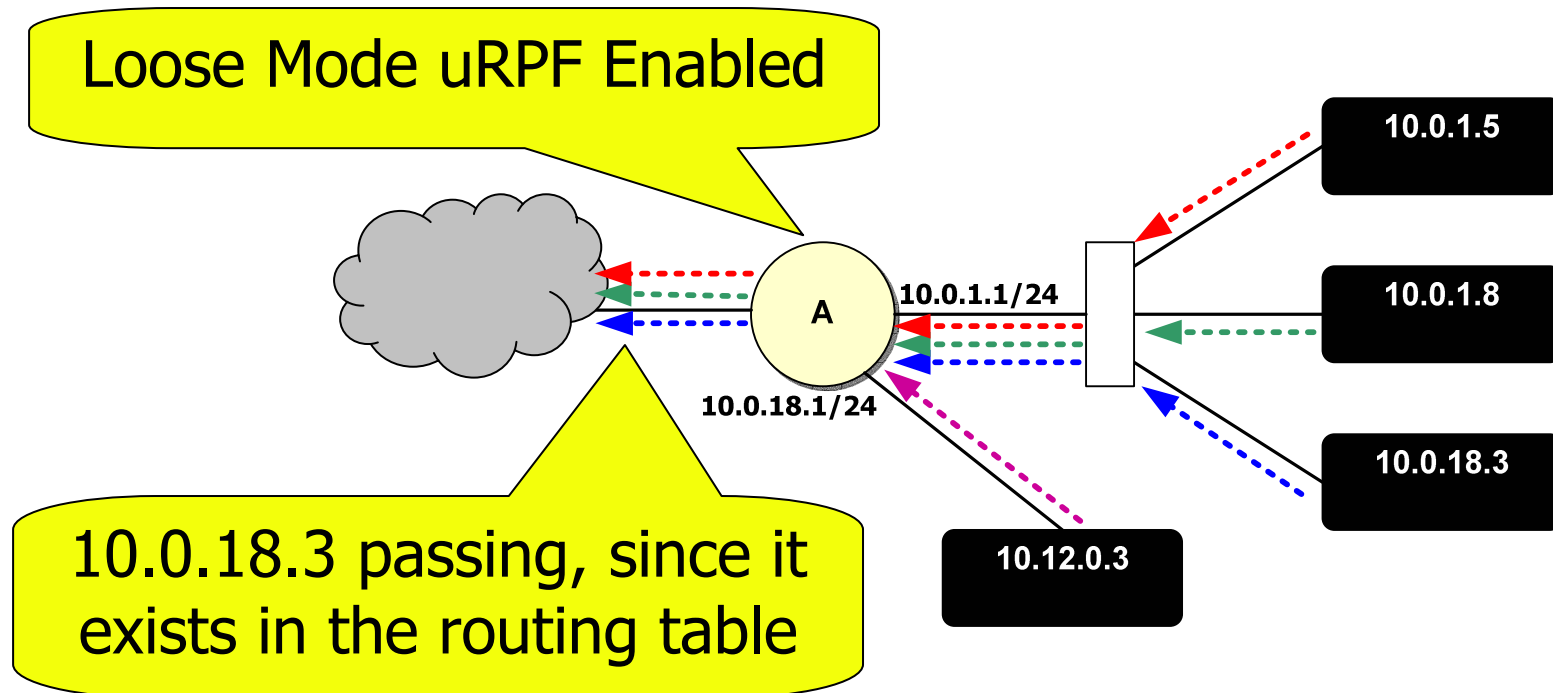 Loose Mode uRPF Enabled
10.0.1.5
10.0.1.8
10.0.1.1/24
A
10.0.18.1/24
10.0.18.3
10.12.0.3
10.0.18.3 passing, since it
exists in the routing table